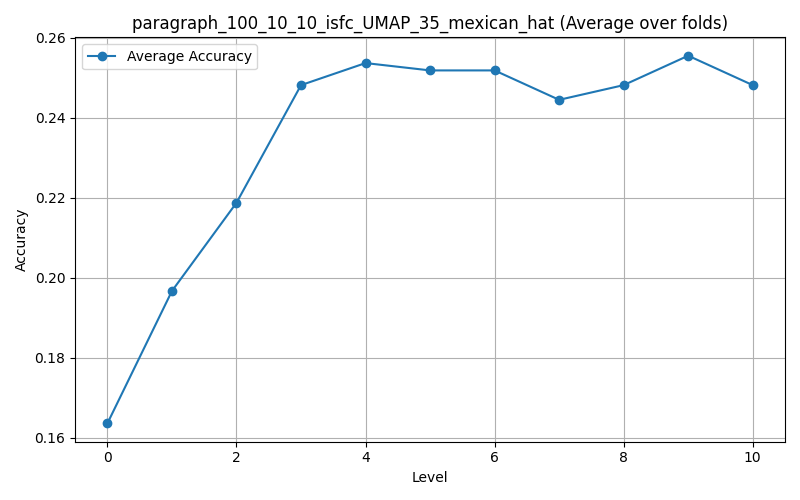 paragraph_100_10_10_isfc_UMAP_35_mexican_hat (Average over folds)
Average Accuracy
0.26
0.24
0.22
0.20
0.18
0.16
Accuracy
0 2 4 6 8 10
Level